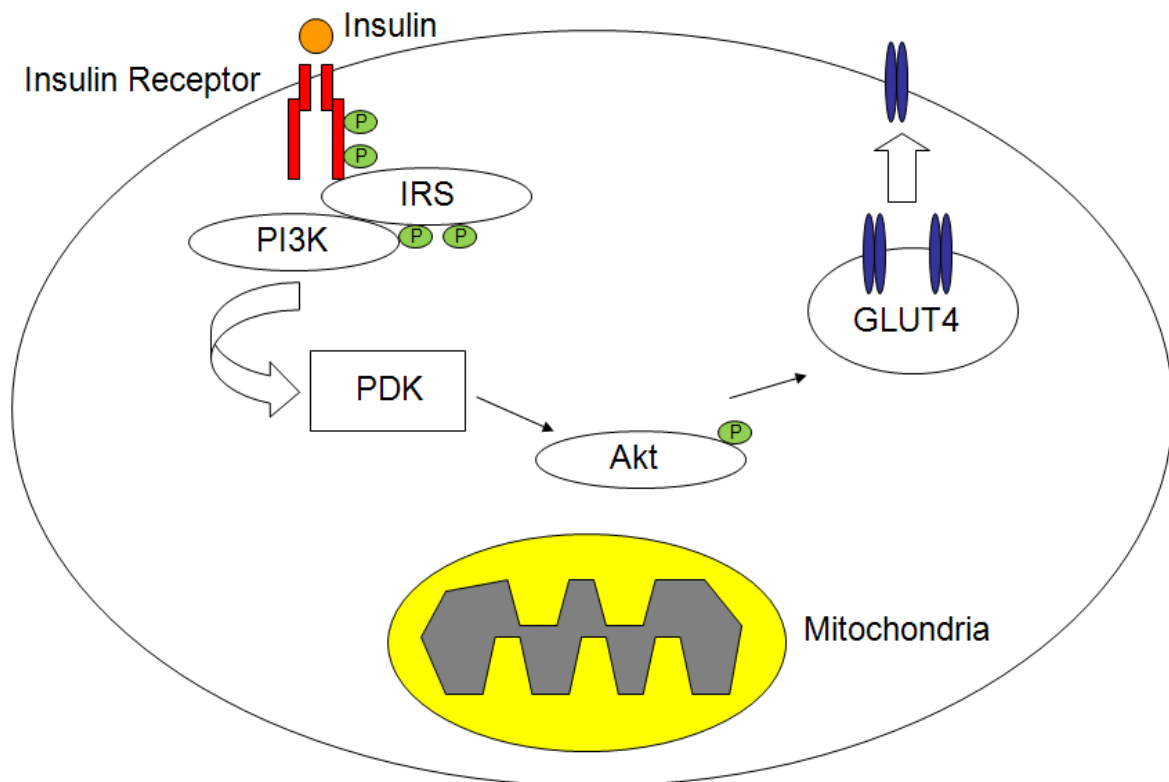 Insulin
Insulin Receptor
P
P
IRS
PI3K
P
P
GLUT4
PDK
P
Akt
Mitochondria